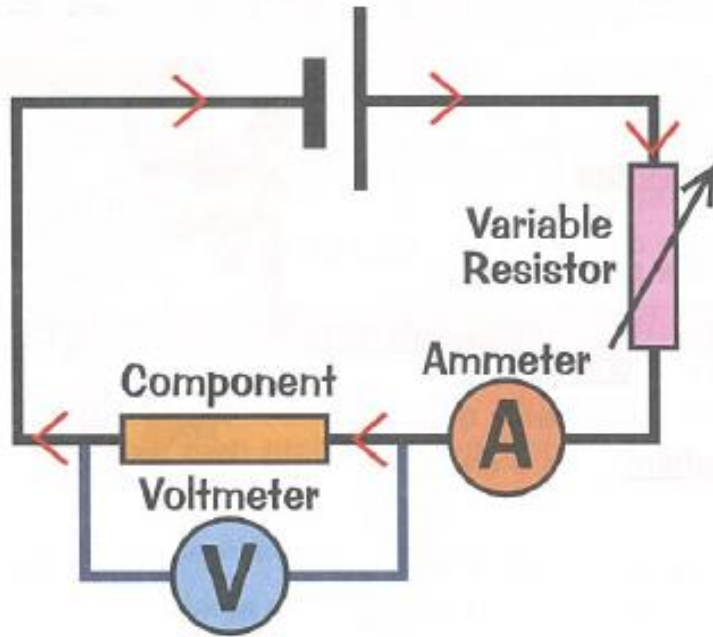 Variable
Resistor
Ammeter
A
Component
Voltmeter
V